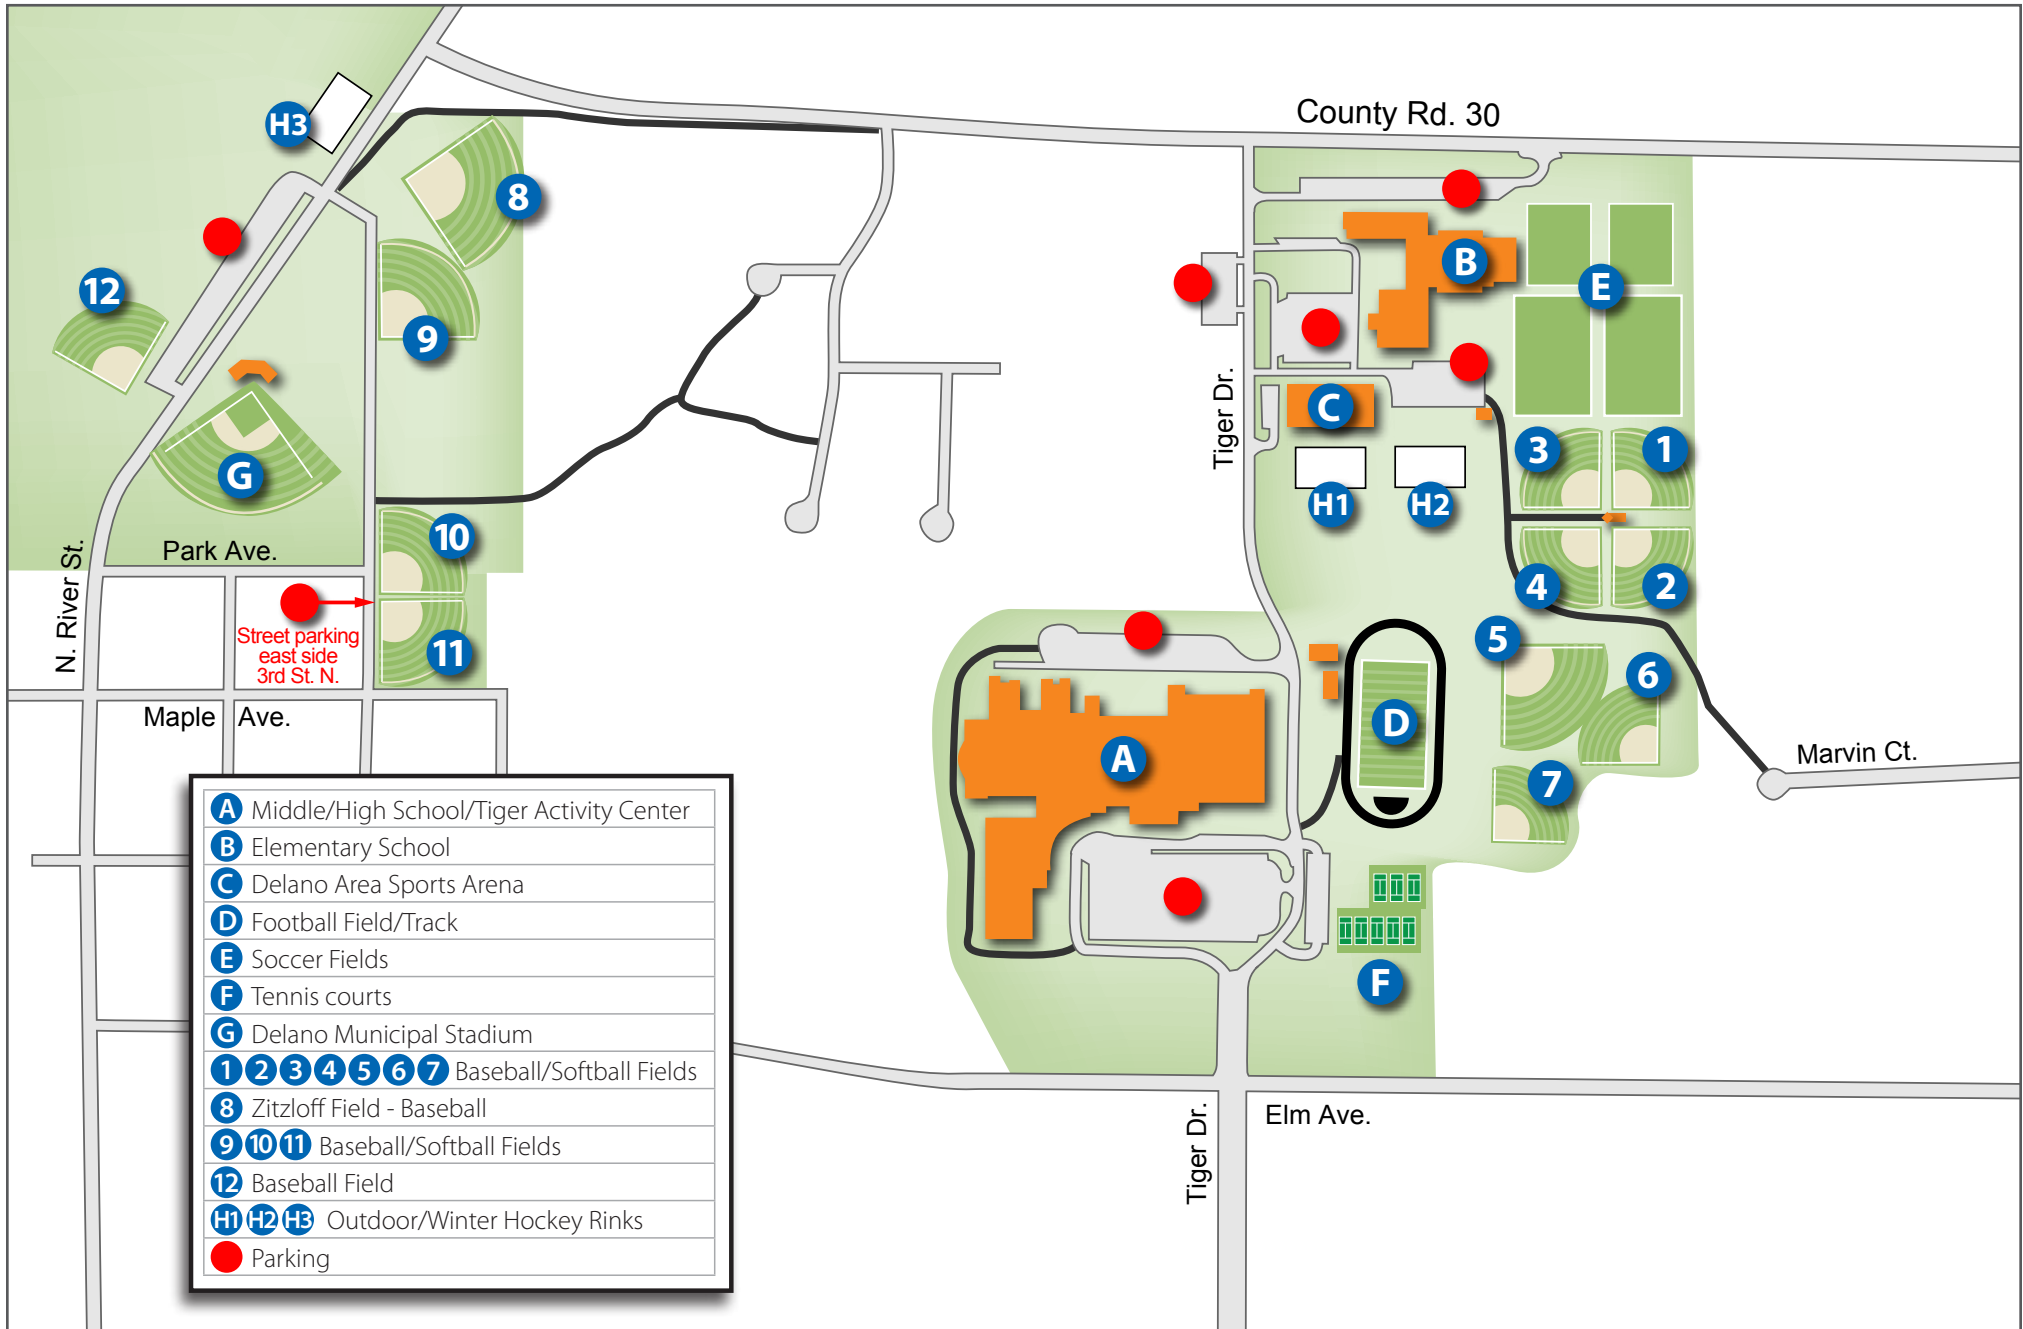 County Rd. 30
H3
8
B
12
E
9
Tiger Dr.
C
3
1
G
H1
H2
10
Park Ave.
N. River St.
4
2
Street parking
east side
3rd St. N.
11
5
6
Maple Ave.
D
A
Marvin Ct.
7
F
Elm Ave.
Tiger Dr.
A Middle/High School/Tiger Activity Center
B Elementary School
C Delano Area Sports Arena
D Football Field/Track
E Soccer Fields
F Tennis courts
G Delano Municipal Stadium
1 2 3 4 5 6 7 Baseball/Softball Fields
8 Zitzloff Field - Baseball
9 10 11 Baseball/Softball Fields
12 Baseball Field
H1 H2 H3 Outdoor/Winter Hockey Rinks
Parking